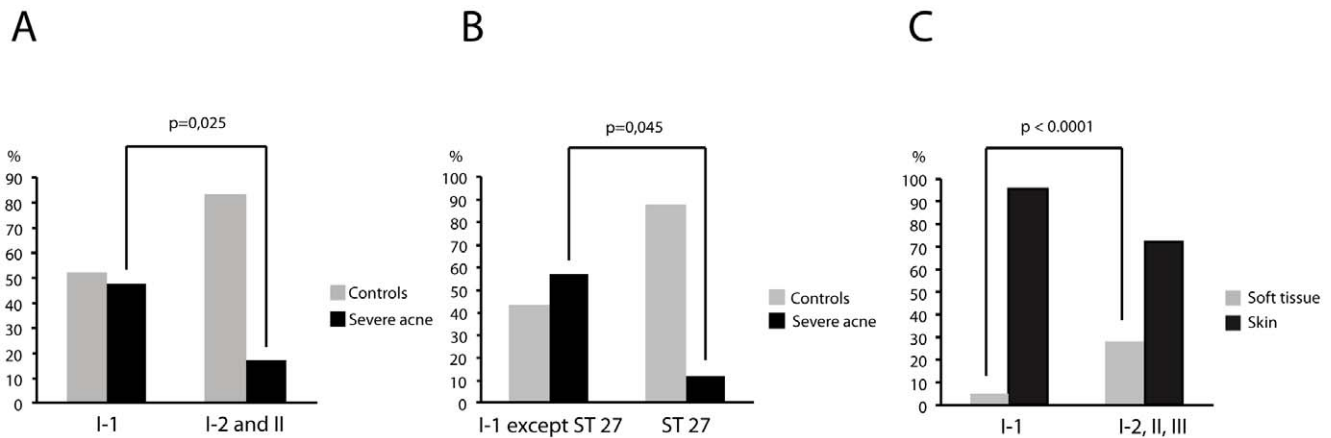 A
p=0,025
%
90
80
70
60
50
40
30
20
10
0
I-1
I-2 and II
Controls
Severe acne
B
p=0,045
%
100
90
80
70
60
50
40
30
20
10
0
I-1 except ST 27
ST 27
Controls
Severe acne
C
p < 0.0001
%
100
90
80
70
60
50
40
30
20
10
0
I-1
I-2, II, III
Soft tissue
Skin